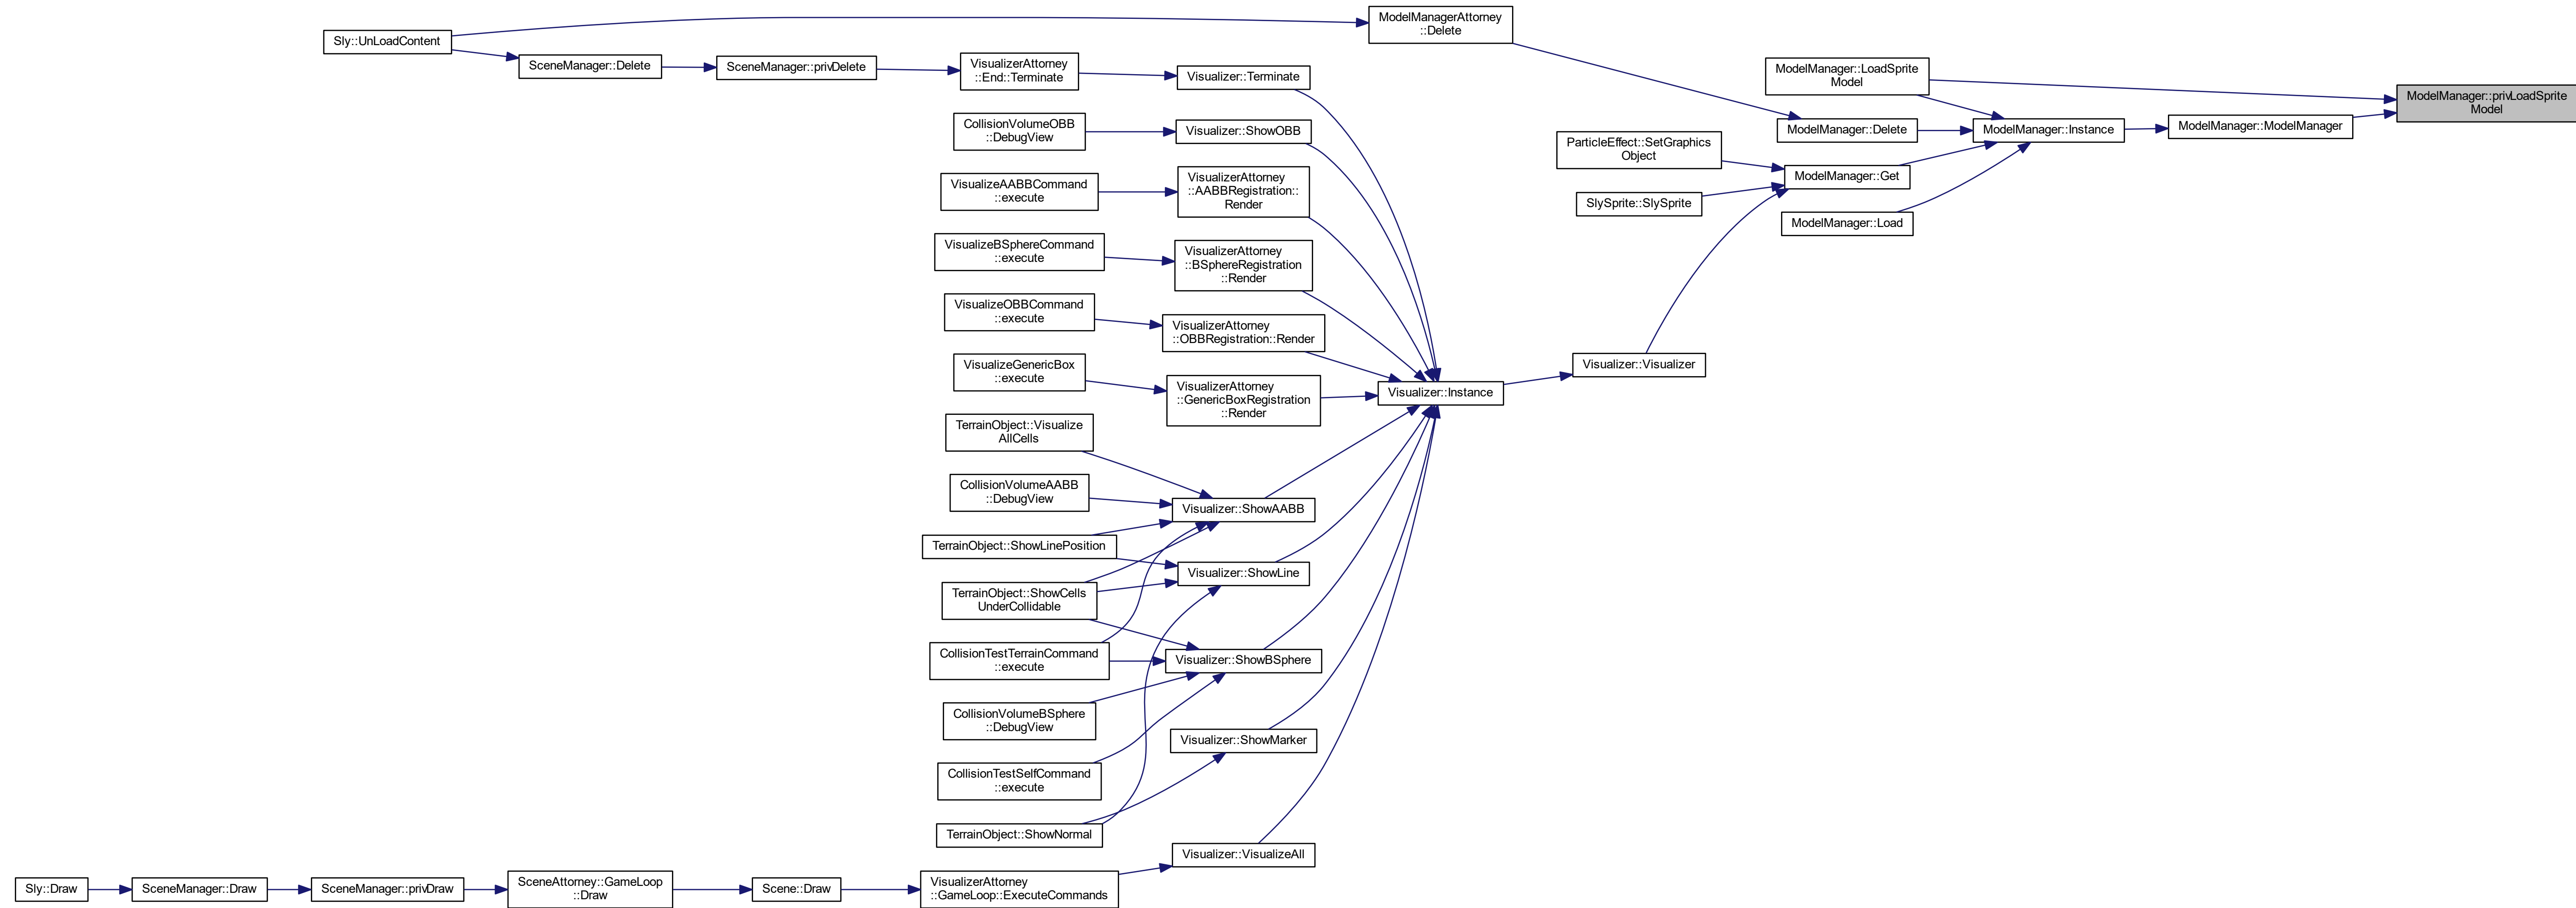 ModelManager::privLoadSprite
Model
ModelManager::LoadSprite
Model
ModelManager::ModelManager
ModelManager::Instance
ModelManager::Delete
ModelManagerAttorney
::Delete
Sly::UnLoadContent
ModelManager::Get
ParticleEffect::SetGraphics
Object
SlySprite::SlySprite
ModelManager::Load
Visualizer::Visualizer
Visualizer::Instance
Visualizer::Terminate
VisualizerAttorney
::End::Terminate
SceneManager::privDelete
SceneManager::Delete
Visualizer::ShowOBB
CollisionVolumeOBB
::DebugView
VisualizerAttorney
::AABBRegistration::
Render
VisualizeAABBCommand
::execute
VisualizerAttorney
::BSphereRegistration
::Render
VisualizeBSphereCommand
::execute
VisualizerAttorney
::OBBRegistration::Render
VisualizeOBBCommand
::execute
VisualizerAttorney
::GenericBoxRegistration
::Render
VisualizeGenericBox
::execute
Visualizer::ShowAABB
TerrainObject::Visualize
AllCells
CollisionVolumeAABB
::DebugView
TerrainObject::ShowLinePosition
Visualizer::ShowLine
TerrainObject::ShowCells
UnderCollidable
CollisionTestTerrainCommand
::execute
Visualizer::ShowBSphere
CollisionVolumeBSphere
::DebugView
CollisionTestSelfCommand
::execute
Visualizer::ShowMarker
TerrainObject::ShowNormal
Visualizer::VisualizeAll
VisualizerAttorney
::GameLoop::ExecuteCommands
Scene::Draw
SceneAttorney::GameLoop
::Draw
SceneManager::privDraw
SceneManager::Draw
Sly::Draw